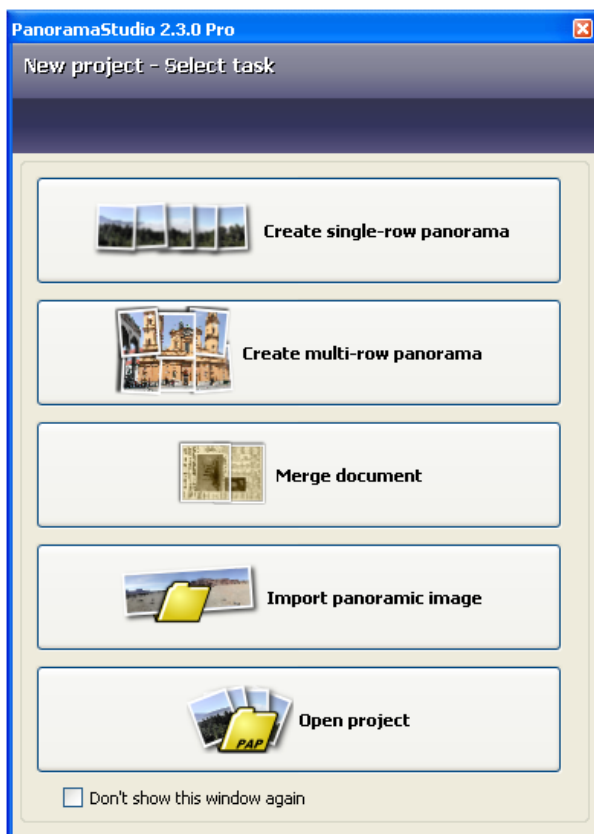 PanoramaStudio 2.3.0 Pro
New project - Select task
Create single-row panorama
Create multi-row panorama
Merge document
Import panoramic image
PAP
Open project
Don't show this window again